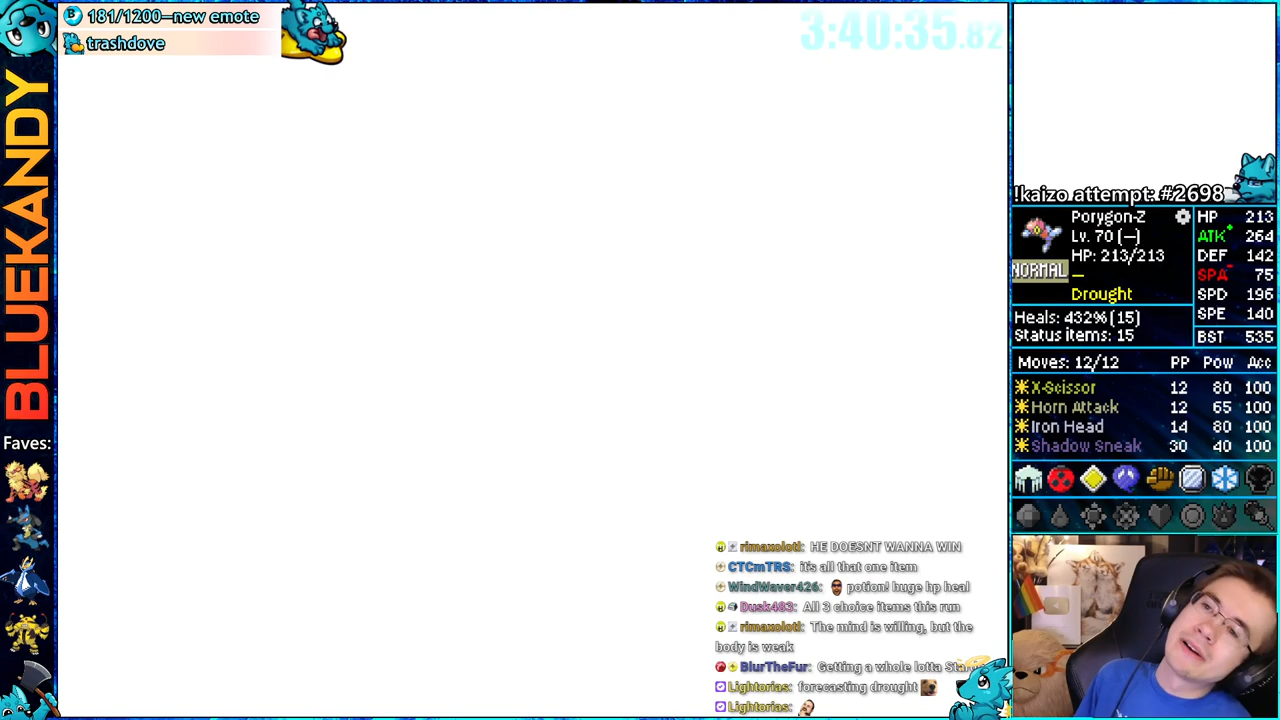 181/1200—new emote
trashdove
3:40:35.82
BLUEKANDY
Faves:
!kaizo attempt: #2698
Porygon-Z
Lv. 70 (—)
HP: 213/213
NORMAL
—
Drought
Heals: 432% (15)
Status items: 15
HP 213
ATK+ 264
DEF 142
SPA- 75
SPD 196
SPE 140
BST 535
Moves: 12/12 PP Pow Acc
X-Scissor 12 80 100
Horn Attack 12 65 100
Iron Head 14 80 100
Shadow Sneak 30 40 100
rimaxolotl: HE DOESNT WANNA WIN
CTCmTRS: it's all that one item
WindWaver426: potion! huge hp heal
Dusk483: All 3 choice items this run
rimaxolotl: The mind is willing, but the
body is weak
BlurTheFur: Getting a whole lotta
Lightorias: forecasting drought
Lightorias: